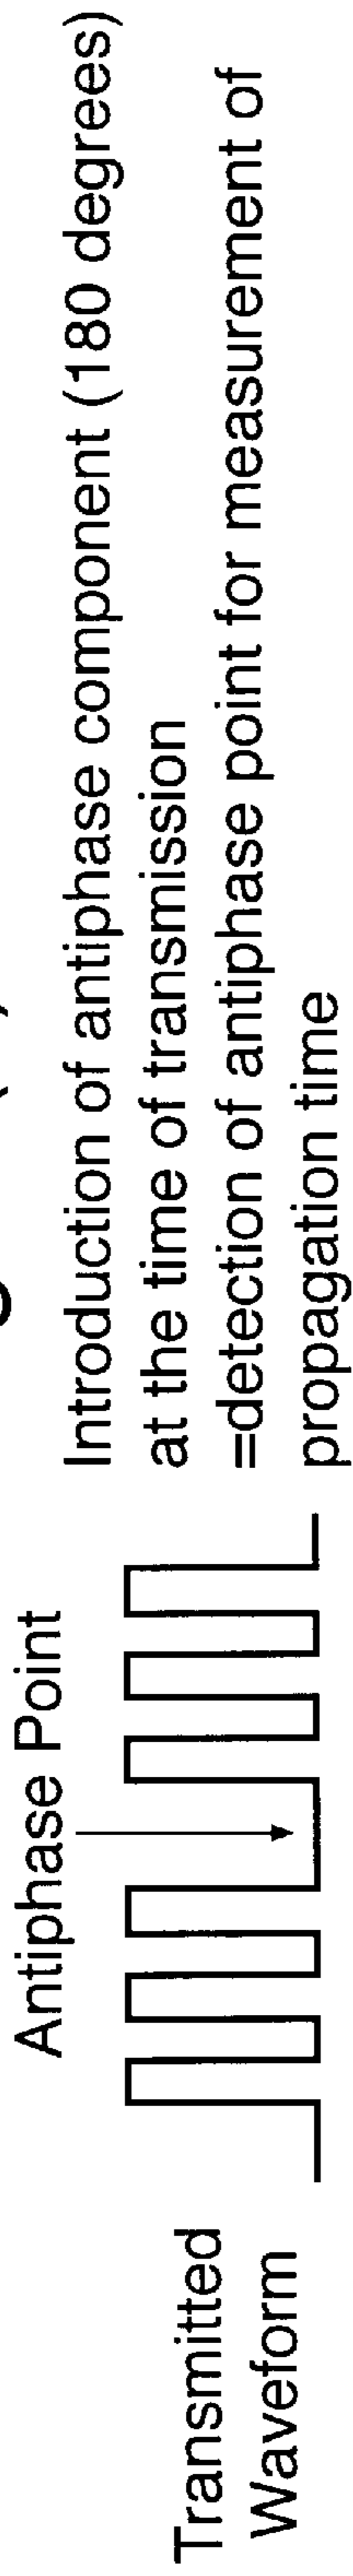 Antiphase Point
Transmitted
Waveform
Introduction of antiphase component (180 degrees)
at the time of transmission
=detection of antiphase point for measurement of
propagation time